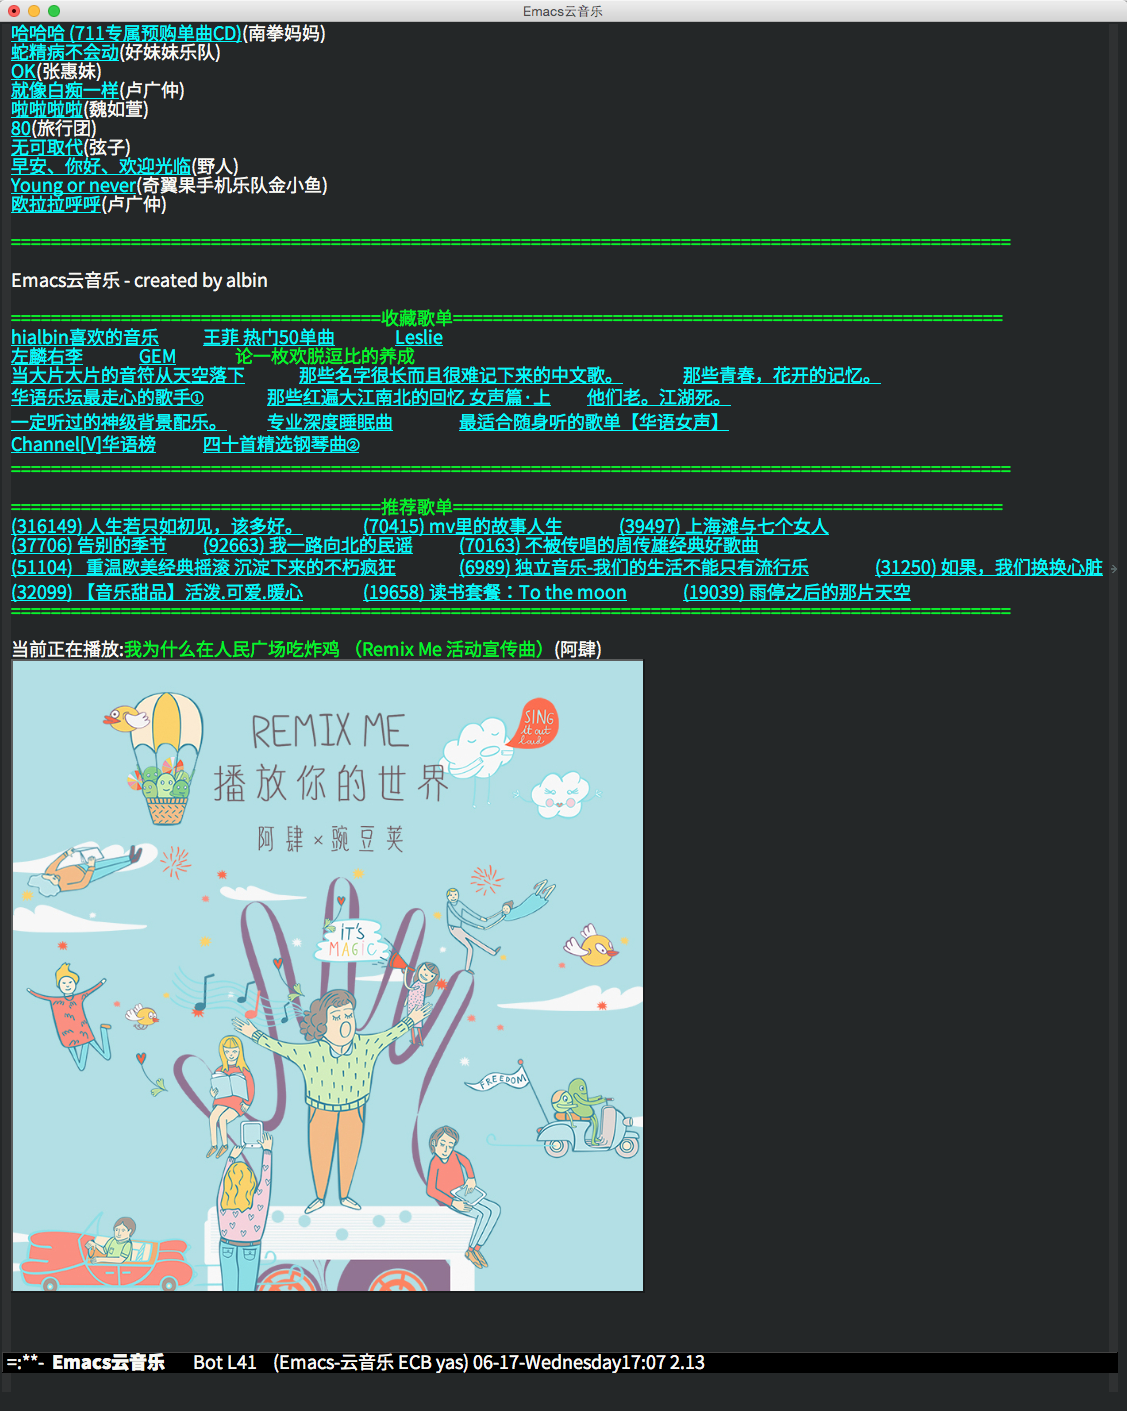 Emacs云音乐
哈哈哈 (711专属预购单曲CD)(南拳妈妈)
蛇精病不会动(好妹妹乐队)
OK(张惠妹)
就像白痴一样(卢广仲)
啦啦啦啦(魏如萱)
80(旅行团)
无可取代(弦子)
早安、你好、欢迎光临(野人)
Young or never(奇翼果手机乐队金小鱼)
欧拉拉呼呼(卢广仲)
Emacs云音乐 - created by albin
收藏歌单
hialbin喜欢的音乐 王菲 热门50单曲 Leslie
左麟右李 GEM 论一枚欢脱逗比的养成
当大片大片的音符从天空落下 那些名字很长而且很难记下来的中文歌。 那些青春，花开的记忆。
华语乐坛最走心的歌手① 那些红遍大江南北的回忆 女声篇·上 他们老。江湖死。
一定听过的神级背景配乐。 专业深度睡眠曲 最适合随身听的歌单【华语女声】
Channel[V]华语榜 四十首精选钢琴曲②
推荐歌单
(316149) 人生若只如初见，该多好。 (70415) mv里的故事人生 (39497) 上海滩与七个女人
(37706) 告别的季节 (92663) 我一路向北的民谣 (70163) 不被传唱的周传雄经典好歌曲
(51104) 重温欧美经典摇滚 沉淀下来的不朽疯狂 (6989) 独立音乐-我们的生活不能只有流行乐 (31250) 如果，我们换换心脏
(32099) 【音乐甜品】活泼.可爱.暖心 (19658) 读书套餐：To the moon (19039) 雨停之后的那片天空
当前正在播放:我为什么在人民广场吃炸鸡 （Remix Me 活动宣传曲）(阿肆)
REMIX ME
SING
it out
loud
播放你的世界
阿肆×豌豆荚
IT'S
MAGIC
FREEDOM
=:**- Emacs云音乐 Bot L41 (Emacs-云音乐 ECB yas) 06-17-Wednesday17:07 2.13